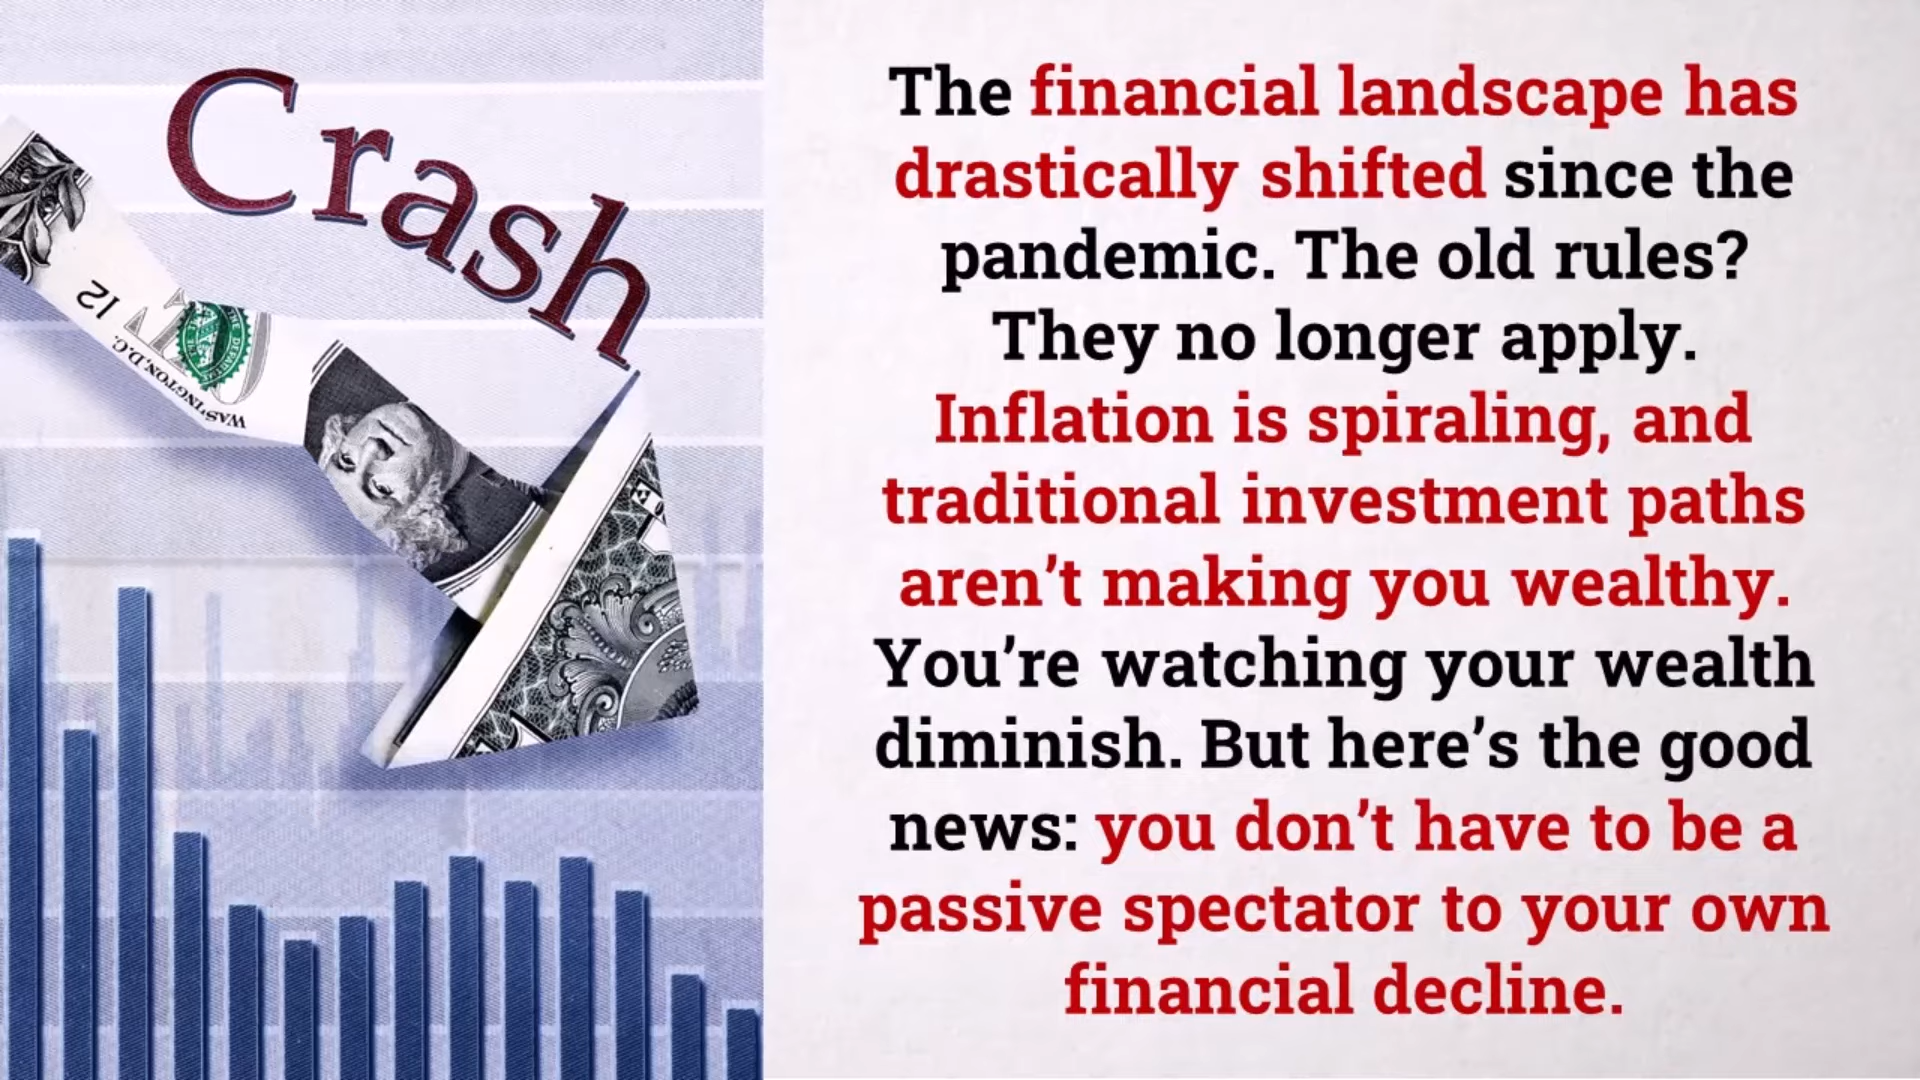 Crash
12
WASHINGTON, D.C.
The financial landscape has
drastically shifted since the
pandemic. The old rules?
They no longer apply.
Inflation is spiraling, and
traditional investment paths
aren’t making you wealthy.
You’re watching your wealth
diminish. But here’s the good
news: you don’t have to be a
passive spectator to your own
financial decline.